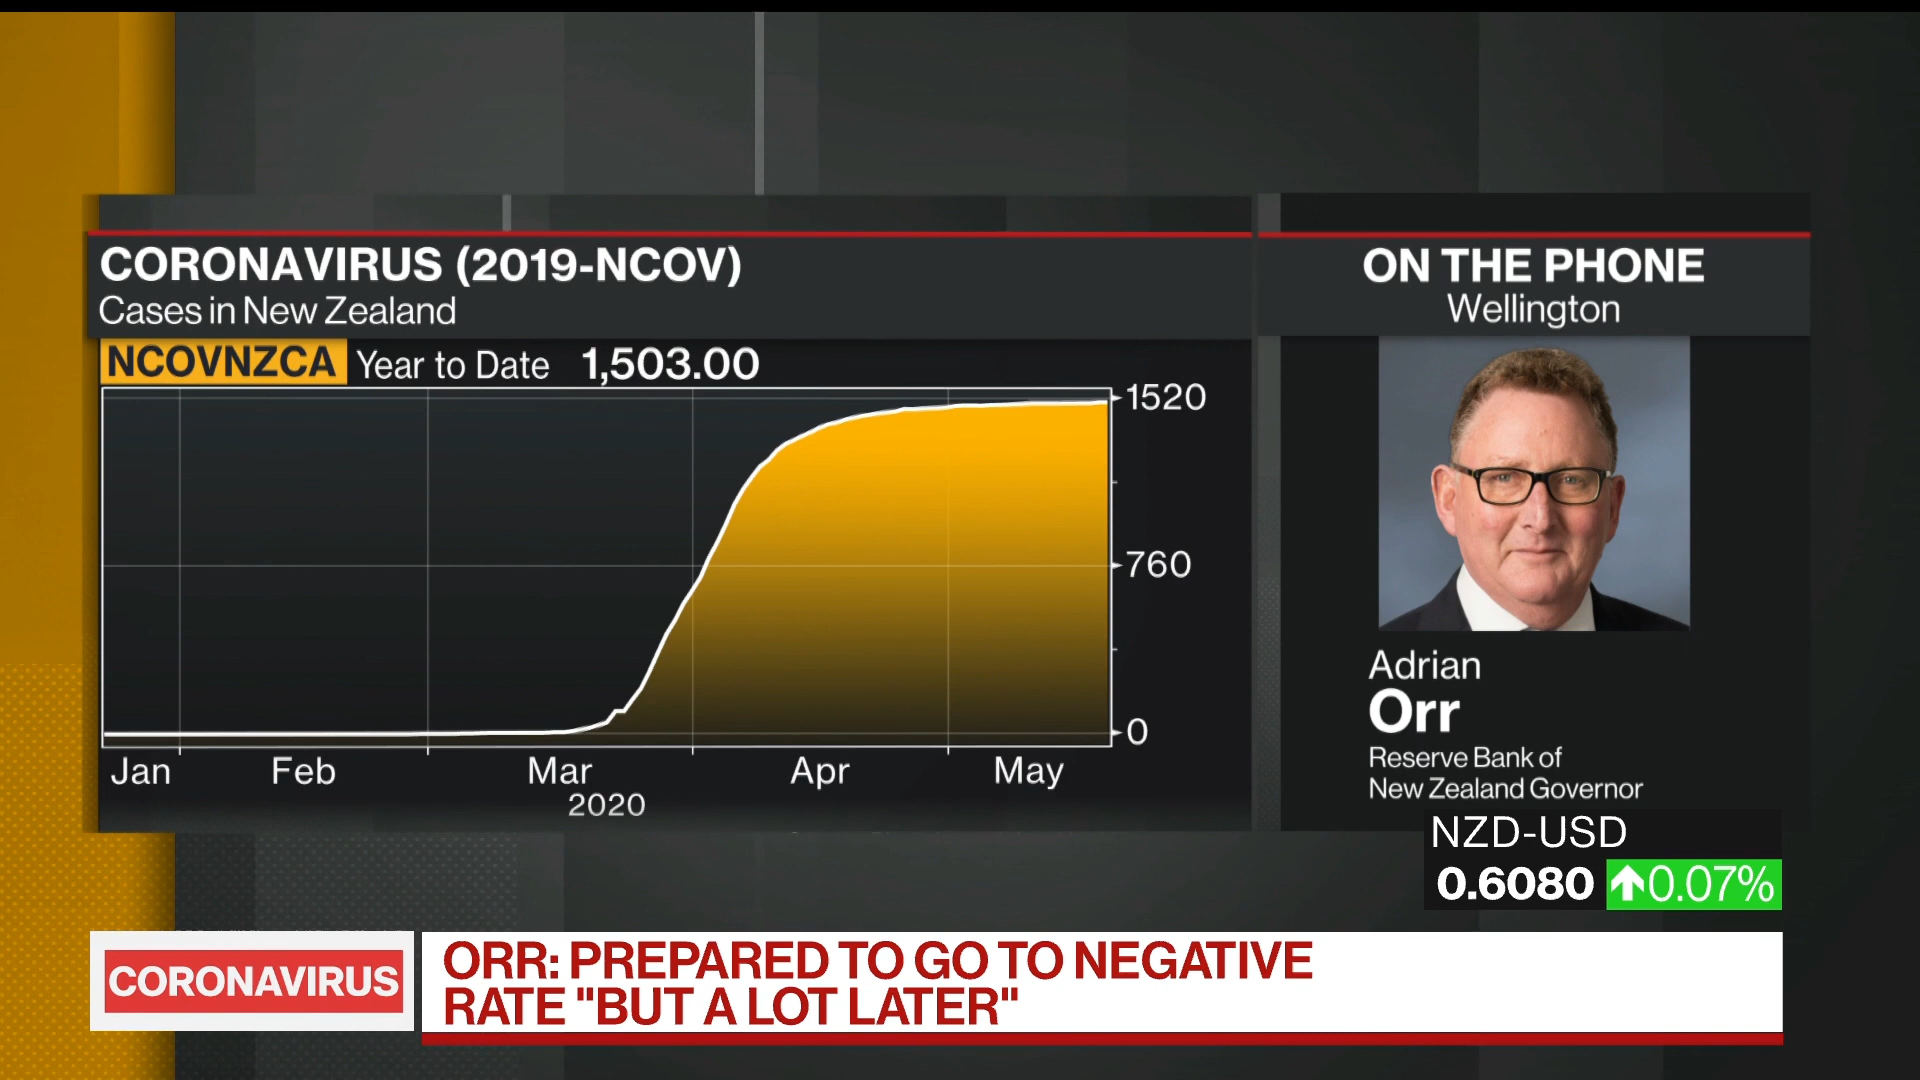 CORONAVIRUS (2019-NCOV)
Cases in New Zealand
NCOVNZCA Year to Date 1,503.00
1520
760
0
Jan Feb Mar Apr May
2020
ON THE PHONE
Wellington
Adrian
Orr
Reserve Bank of
New Zealand Governor
NZD-USD
0.6080 0.07%
CORONAVIRUS
ORR: PREPARED TO GO TO NEGATIVE
RATE "BUT A LOT LATER"